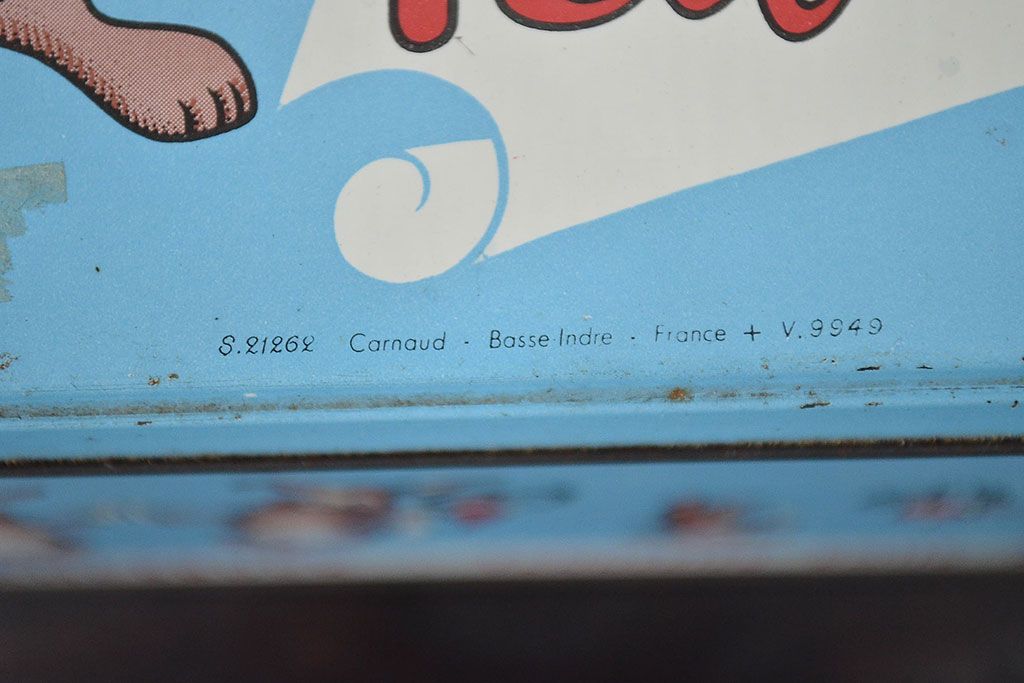 S.21262 Carnaud - Basse-Indre - France + V.9949